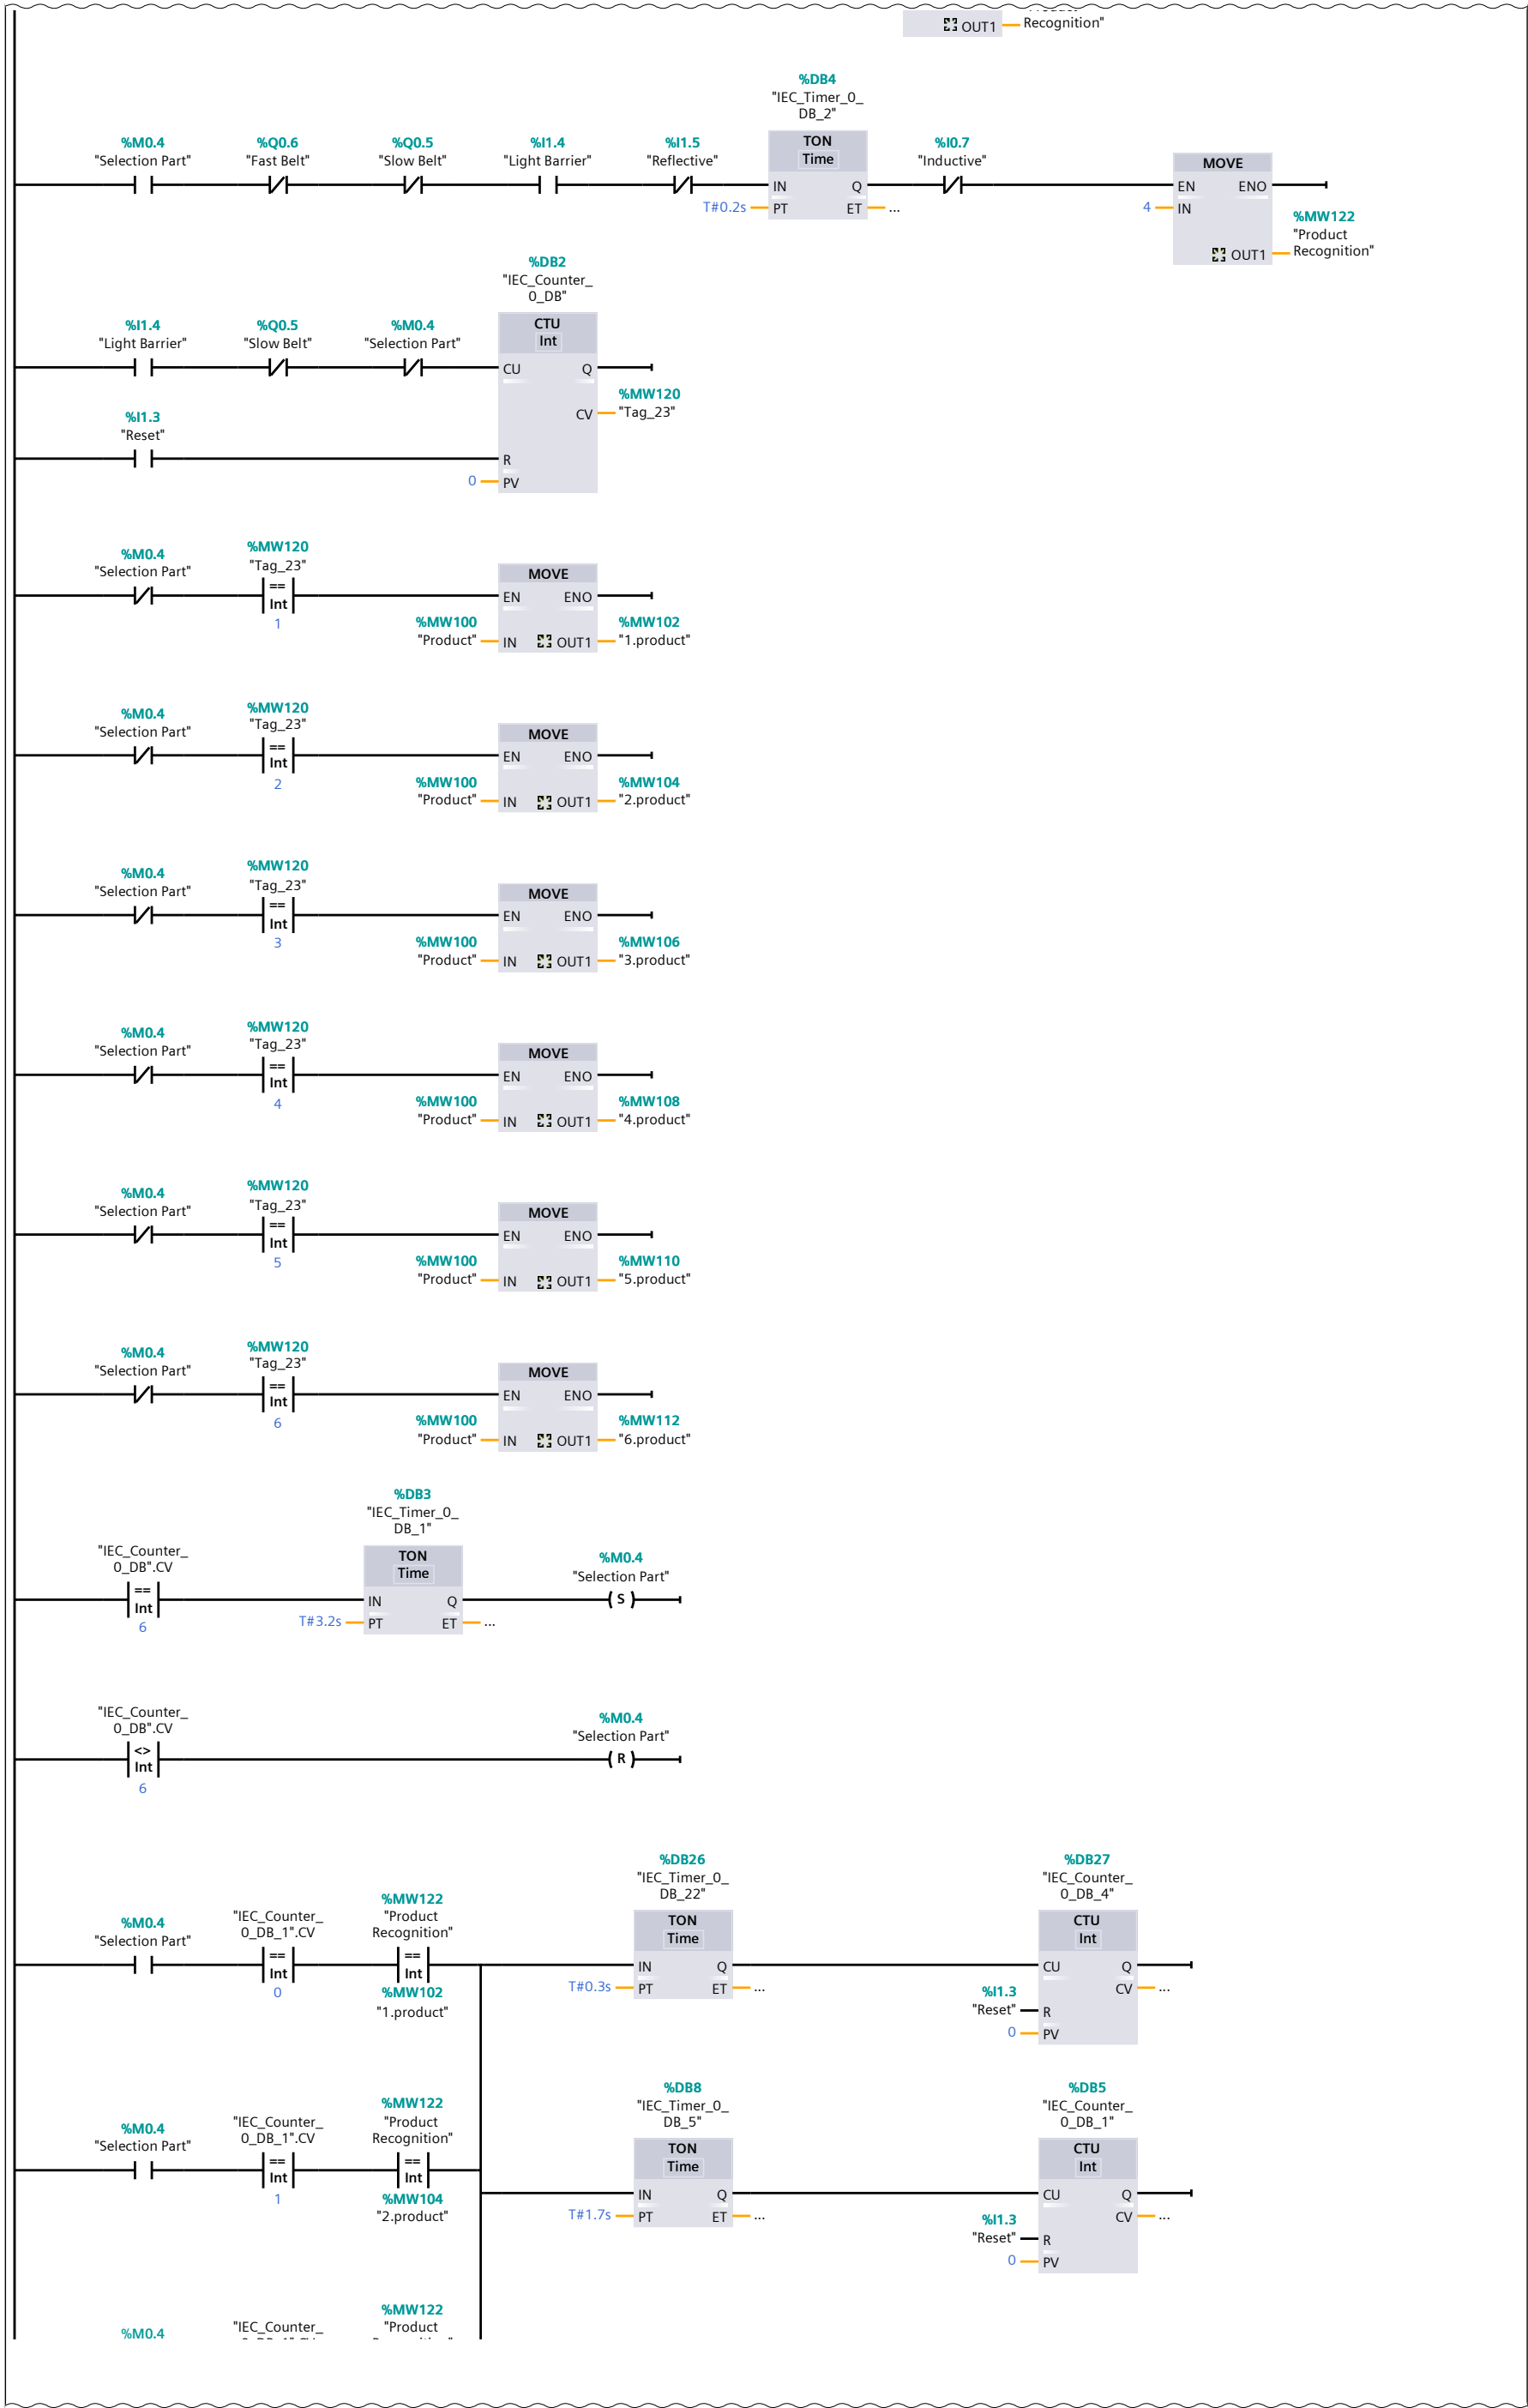 Recognition"
OUT1
%DB4
"IEC_Timer_0_
DB_2"
%M0.4 %Q0.6 %Q0.5 %I1.4 %I1.5 TON %I0.7
"Selection Part" "Fast Belt" "Slow Belt" "Light Barrier" "Reflective" Time "Inductive" MOVE
IN Q EN ENO
T#0.2s PT ET ... 4 IN
%MW122
"Product
OUT1 Recognition"
%DB2
"IEC_Counter_
0_DB"
%I1.4 %Q0.5 %M0.4 CTU
"Light Barrier" "Slow Belt" "Selection Part" Int
CU Q
%MW120
CV "Tag_23"
%I1.3
"Reset"
R
0 PV
%M0.4 %MW120
"Selection Part" "Tag_23" MOVE
== EN ENO
Int
1 %MW100 %MW102
"Product" IN OUT1 "1.product"
%M0.4 %MW120
"Selection Part" "Tag_23" MOVE
== EN ENO
Int
2 %MW100 %MW104
"Product" IN OUT1 "2.product"
%M0.4 %MW120
"Selection Part" "Tag_23" MOVE
== EN ENO
Int
3 %MW100 %MW106
"Product" IN OUT1 "3.product"
%M0.4 %MW120
"Selection Part" "Tag_23" MOVE
== EN ENO
Int
4 %MW100 %MW108
"Product" IN OUT1 "4.product"
%M0.4 %MW120
"Selection Part" "Tag_23" MOVE
== EN ENO
Int
5 %MW100 %MW110
"Product" IN OUT1 "5.product"
%M0.4 %MW120
"Selection Part" "Tag_23" MOVE
== EN ENO
Int
6 %MW100 %MW112
"Product" IN OUT1 "6.product"
%DB3
"IEC_Timer_0_
DB_1"
"IEC_Counter_ TON %M0.4
0_DB".CV Time "Selection Part"
== IN Q S
Int
6 T#3.2s PT ET ...
"IEC_Counter_ %M0.4
0_DB".CV "Selection Part"
<> R
Int
6
%DB26 %DB27
"IEC_Timer_0_ "IEC_Counter_
DB_22" 0_DB_4"
%MW122
%M0.4 "IEC_Counter_ "Product TON CTU
"Selection Part" 0_DB_1".CV Recognition" Time Int
== == IN Q CU Q
Int Int
0 %MW102 T#0.3s PT ET ... CV ...
"1.product" %I1.3
"Reset" R
0 PV
%DB8 %DB5
%MW122 "IEC_Timer_0_ "IEC_Counter_
%M0.4 "IEC_Counter_ "Product DB_5" 0_DB_1"
"Selection Part" 0_DB_1".CV Recognition" TON CTU
== == Time Int
Int Int
1 %MW104 IN Q CU Q
"2.product" T#1.7s PT ET ... CV ...
%I1.3
"Reset" R
0 PV
%MW122
%M0.4 "IEC_Counter_ "Product